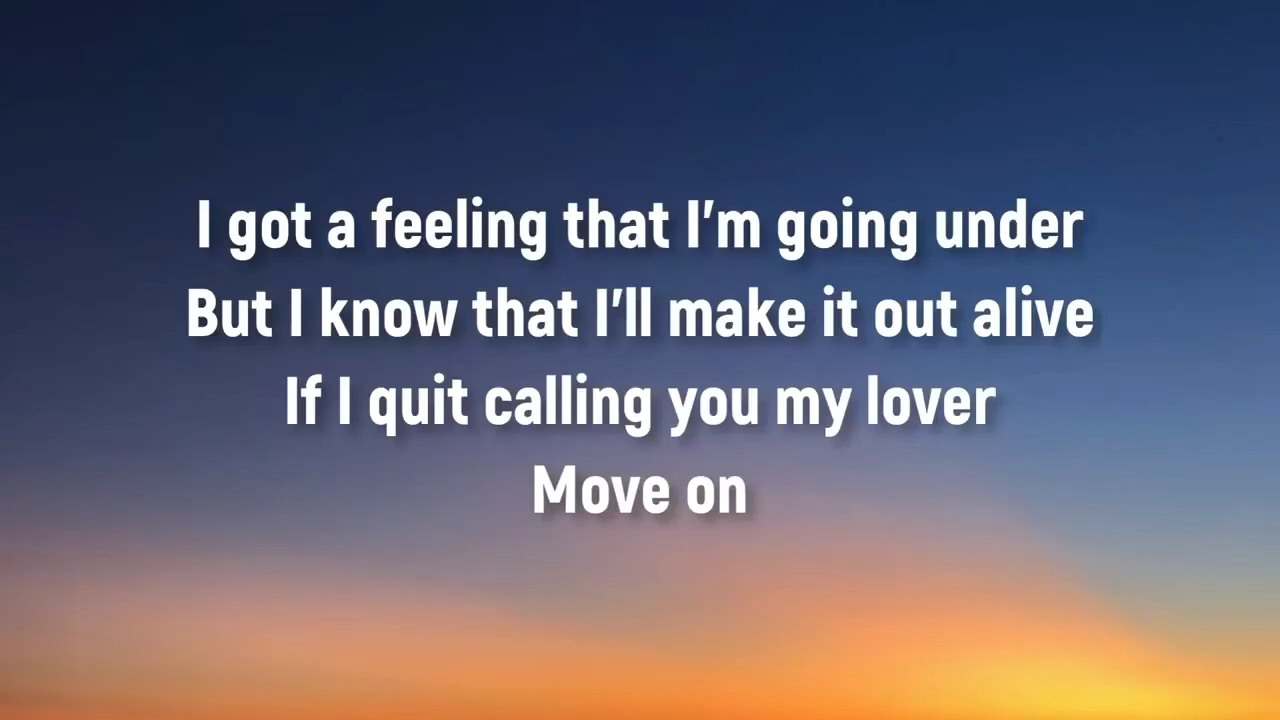 I got a feeling that I’m going under
But I know that I’ll make it out alive
If I quit calling you my lover
Move on